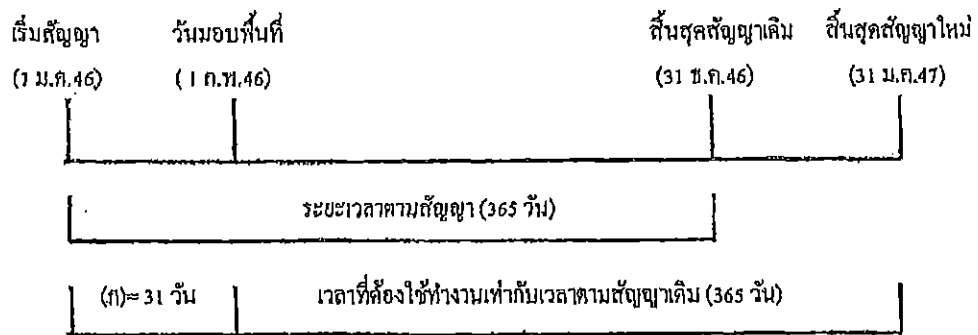 เริ่มสัญญา วันมอบพื้นที่ สิ้นสุดสัญญาเดิม สิ้นสุดสัญญาใหม่
(1 ม.ค.46) (1 ก.พ.46) (31 ธ.ค.46) (31 ม.ค.47)
ระยะเวลาตามสัญญา (365 วัน)
(ก)= 31 วัน เวลาที่ต้องใช้ทำงานเท่ากับเวลาตามสัญญาเดิม (365 วัน)